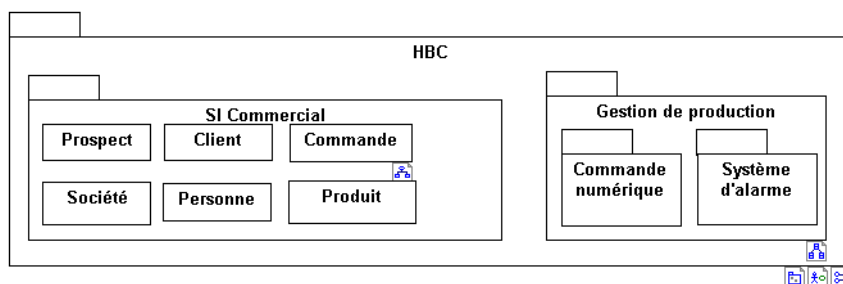 HBC
SI Commercial
Gestion de production
Prospect
Client
Commande
Commande
numérique
Système
d'alarme
Société
Personne
Produit